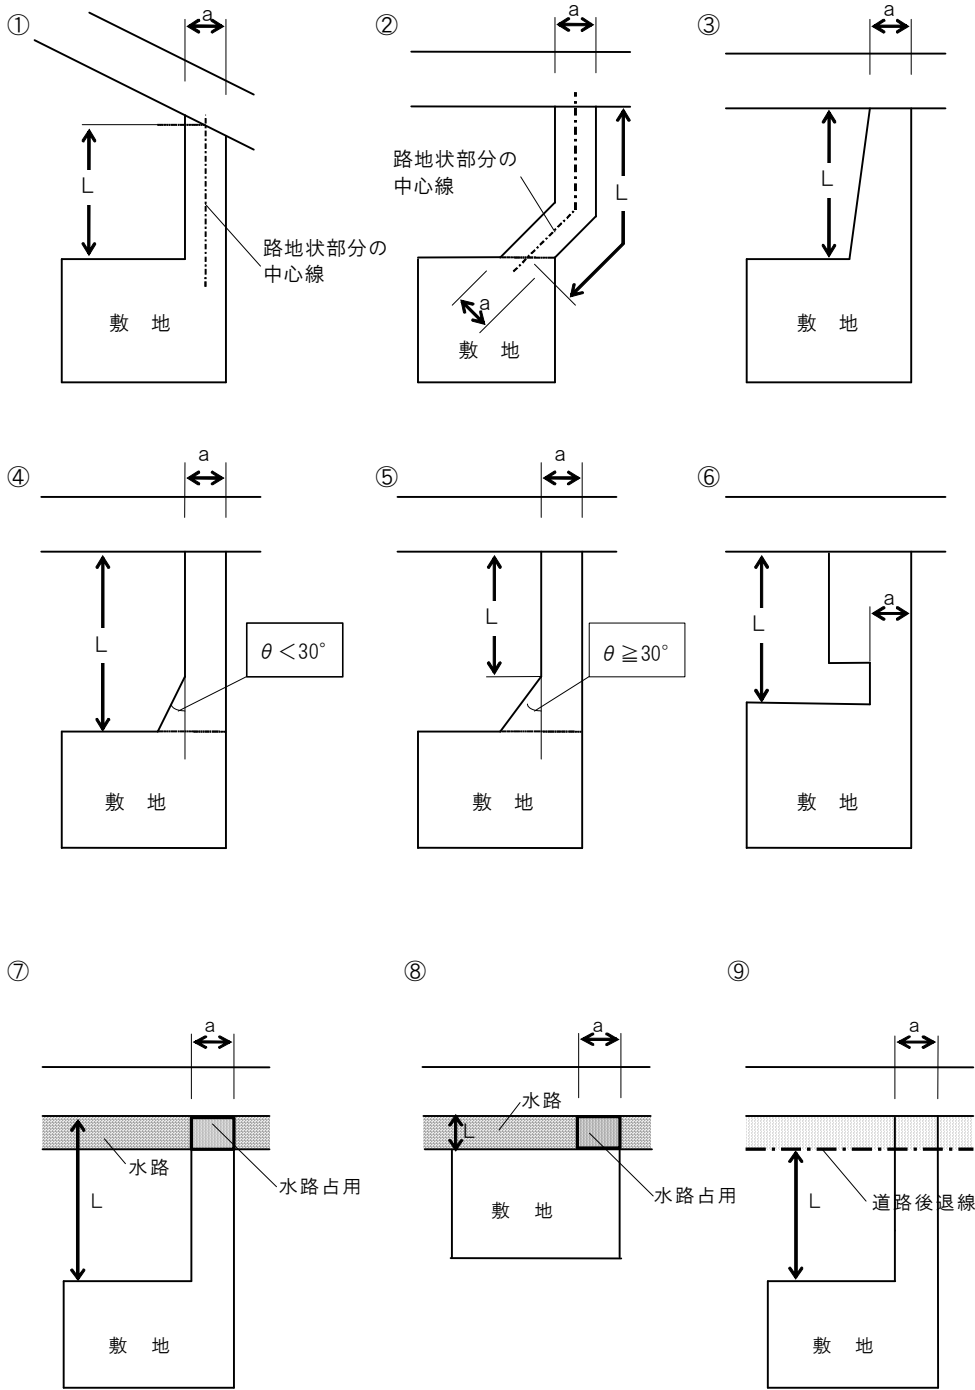 ①
a
L
路地状部分の
中心線
敷 地
②
a
路地状部分の
中心線
L
a
敷 地
③
a
L
敷 地
④
a
L
θ＜30°
敷 地
⑤
a
L
θ≧30°
敷 地
⑥
a
L
敷 地
⑦
a
水路
L
水路占用
敷 地
⑧
a
水路
L
水路占用
敷 地
⑨
a
L
道路後退線
敷 地